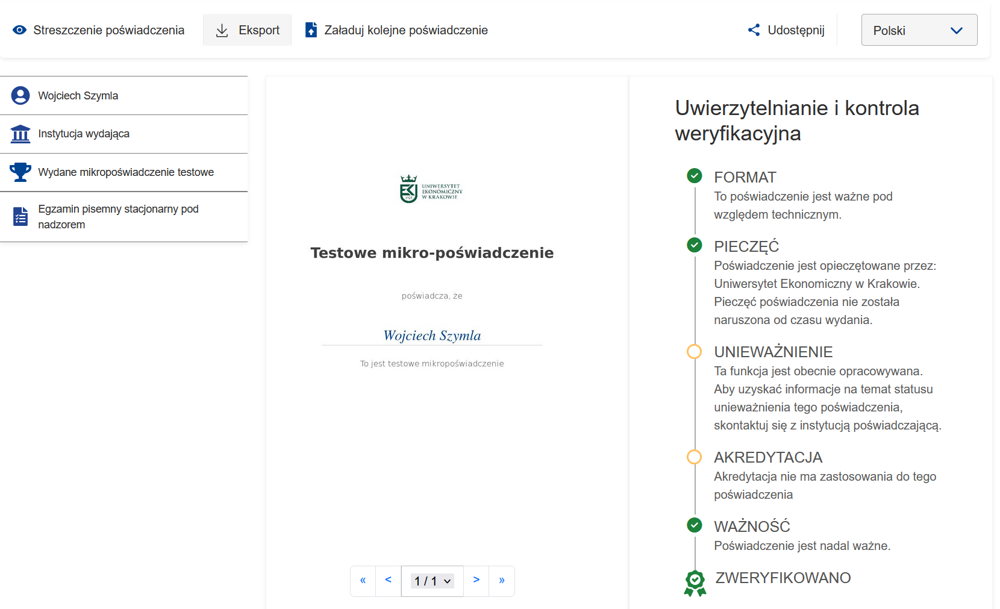 Streszczenie poświadczenia
Eksport
Załaduj kolejne poświadczenie
Udostępnij
Polski
Wojciech Szymla
Instytucja wydająca
Wydane mikropoświadczenie testowe
Egzamin pisemny stacjonarny pod
nadzorem
UNIWERSYTET
EKONOMICZNY
W KRAKOWIE
1925
Testowe mikro-poświadczenie
poświadcza, że
Wojciech Szymla
To jest testowe mikropoświadczenie
« < 1 / 1 > »
Uwierzytelnianie i kontrola
weryfikacyjna
FORMAT
To poświadczenie jest ważne pod
względem technicznym.
PIECZĘĆ
Poświadczenie jest opieczętowane przez:
Uniwersytet Ekonomiczny w Krakowie.
Pieczęć poświadczenia nie została
naruszona od czasu wydania.
UNIEWAŻNIENIE
Ta funkcja jest obecnie opracowywana.
Aby uzyskać informacje na temat statusu
unieważnienia tego poświadczenia,
skontaktuj się z instytucją poświadczającą.
AKREDYTACJA
Akredytacja nie ma zastosowania do tego
poświadczenia
WAŻNOŚĆ
Poświadczenie jest nadal ważne.
ZWERYFIKOWANO